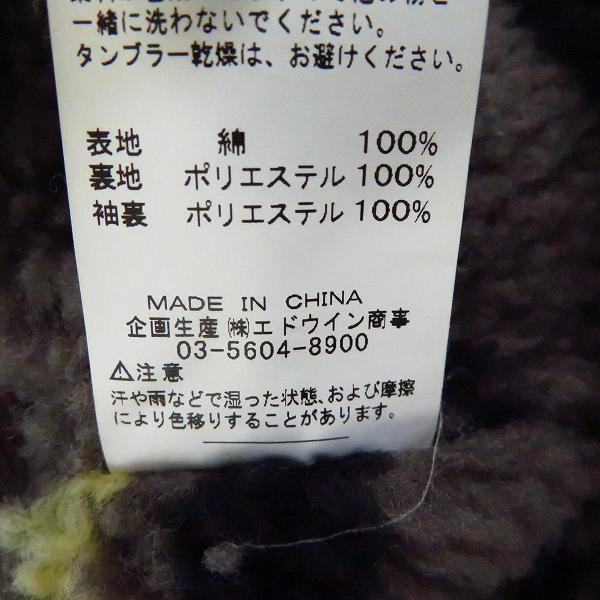 一緒に洗わないでください。
タンブラー乾燥は、お避けください。
表地 綿 100%
裏地 ポリエステル 100%
袖裏 ポリエステル 100%
MADE IN CHINA
企画生産 ㈱エドウイン商事
03-5604-8900
⚠注意
汗や雨などで湿った状態、および摩擦
により色移りすることがあります。